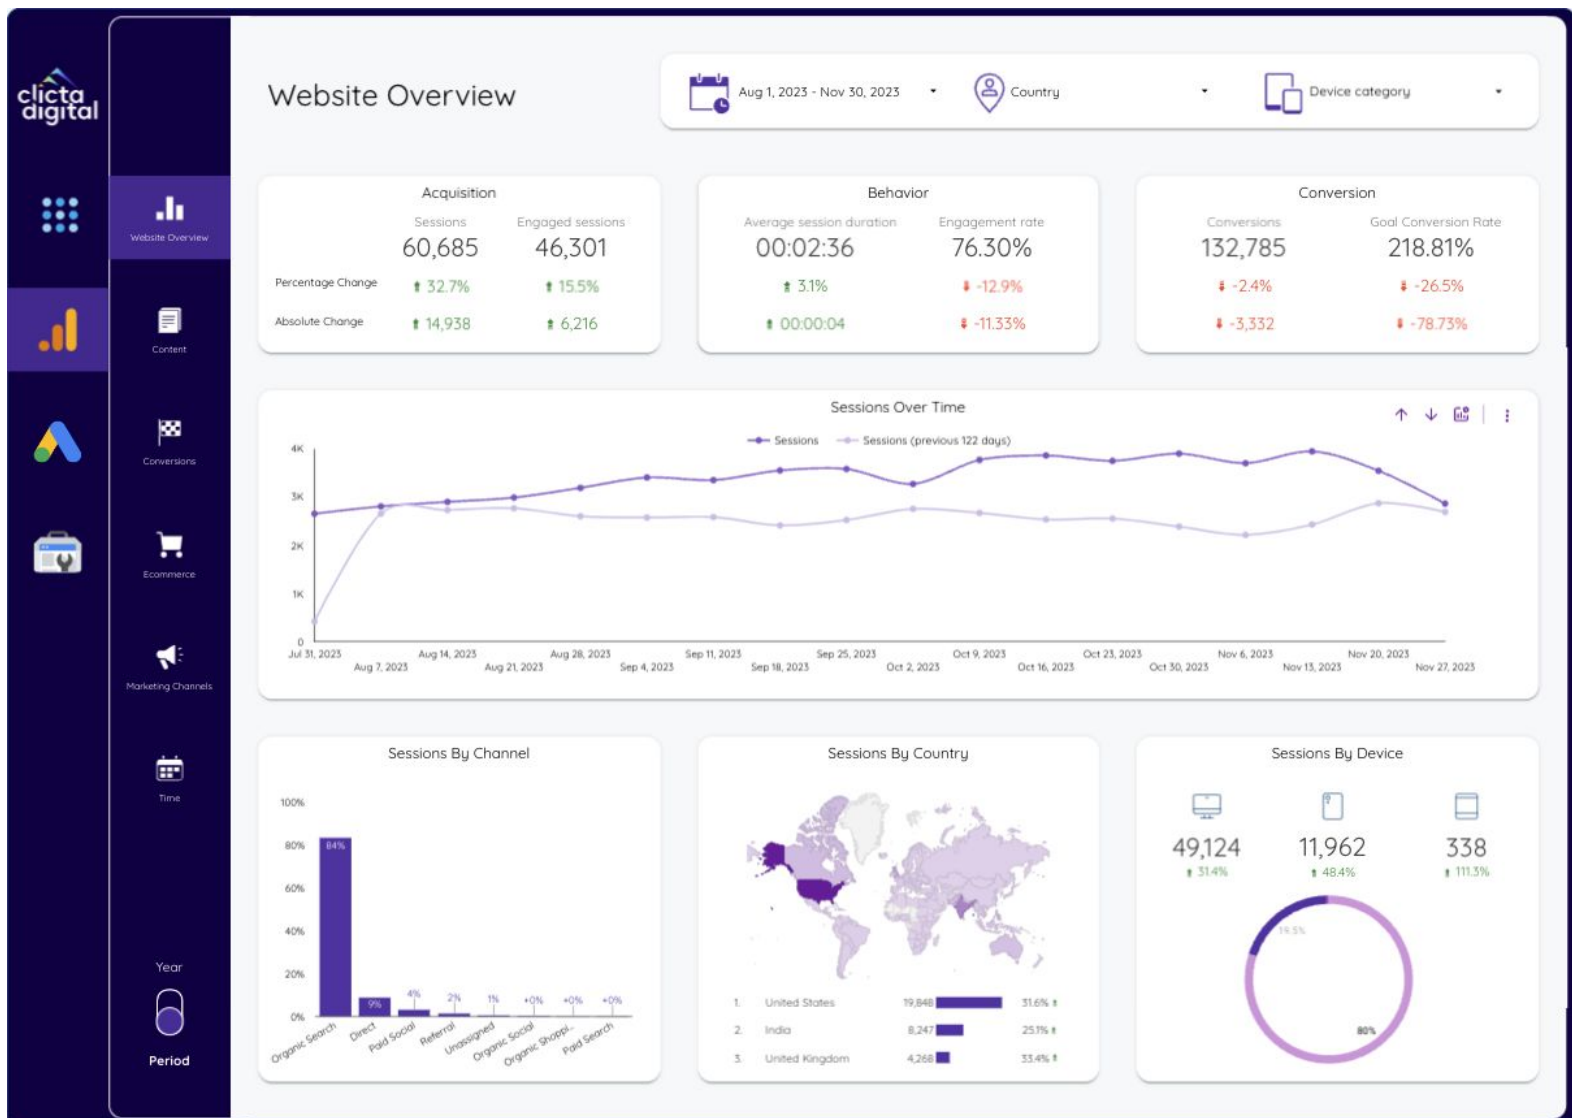 clicta
digital
Website Overview
Content
Conversions
Ecommerce
Marketing Channels
Time
Year
Period
Website Overview
Aug 1, 2023 - Nov 30, 2023
Country
Device category
Acquisition
Sessions Engaged sessions
60,685 46,301
Percentage Change 32.7% 15.5%
Absolute Change 14,938 6,216
Behavior
Average session duration Engagement rate
00:02:36 76.30%
3.1% -12.9%
00:00:04 -11.33%
Conversion
Conversions Goal Conversion Rate
132,785 218.81%
-2.4% -26.5%
-3,332 -78.73%
Sessions Over Time
Sessions Sessions (previous 122 days)
4K
3K
2K
1K
0
Jul 31, 2023 Aug 14, 2023 Aug 28, 2023 Sep 11, 2023 Sep 25, 2023 Oct 9, 2023 Oct 23, 2023 Nov 6, 2023 Nov 20, 2023
Aug 7, 2023 Aug 21, 2023 Sep 4, 2023 Sep 18, 2023 Oct 2, 2023 Oct 16, 2023 Oct 30, 2023 Nov 13, 2023 Nov 27, 2023
Sessions By Channel
100%
80%
60%
40%
20%
0%
84% 9% 4% 2% 1% +0% +0% +0%
Organic Search Direct Paid Social Referral Unassigned Organic Social Organic Shoppi... Paid Search
Sessions By Country
1. United States 19,848 31.6%
2. India 8,247 25.1%
3. United Kingdom 4,268 33.4%
Sessions By Device
49,124 11,962 338
31.4% 48.4% 111.3%
19.5%
80%